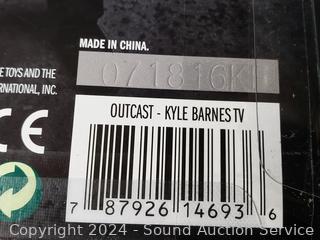 MADE IN CHINA.
071816K
E TOYS AND THE
ERNATIONAL, INC.
CE
OUTCAST - KYLE BARNES TV
7 87926 14693 6
Copyright 2024 - Sound Auction Service